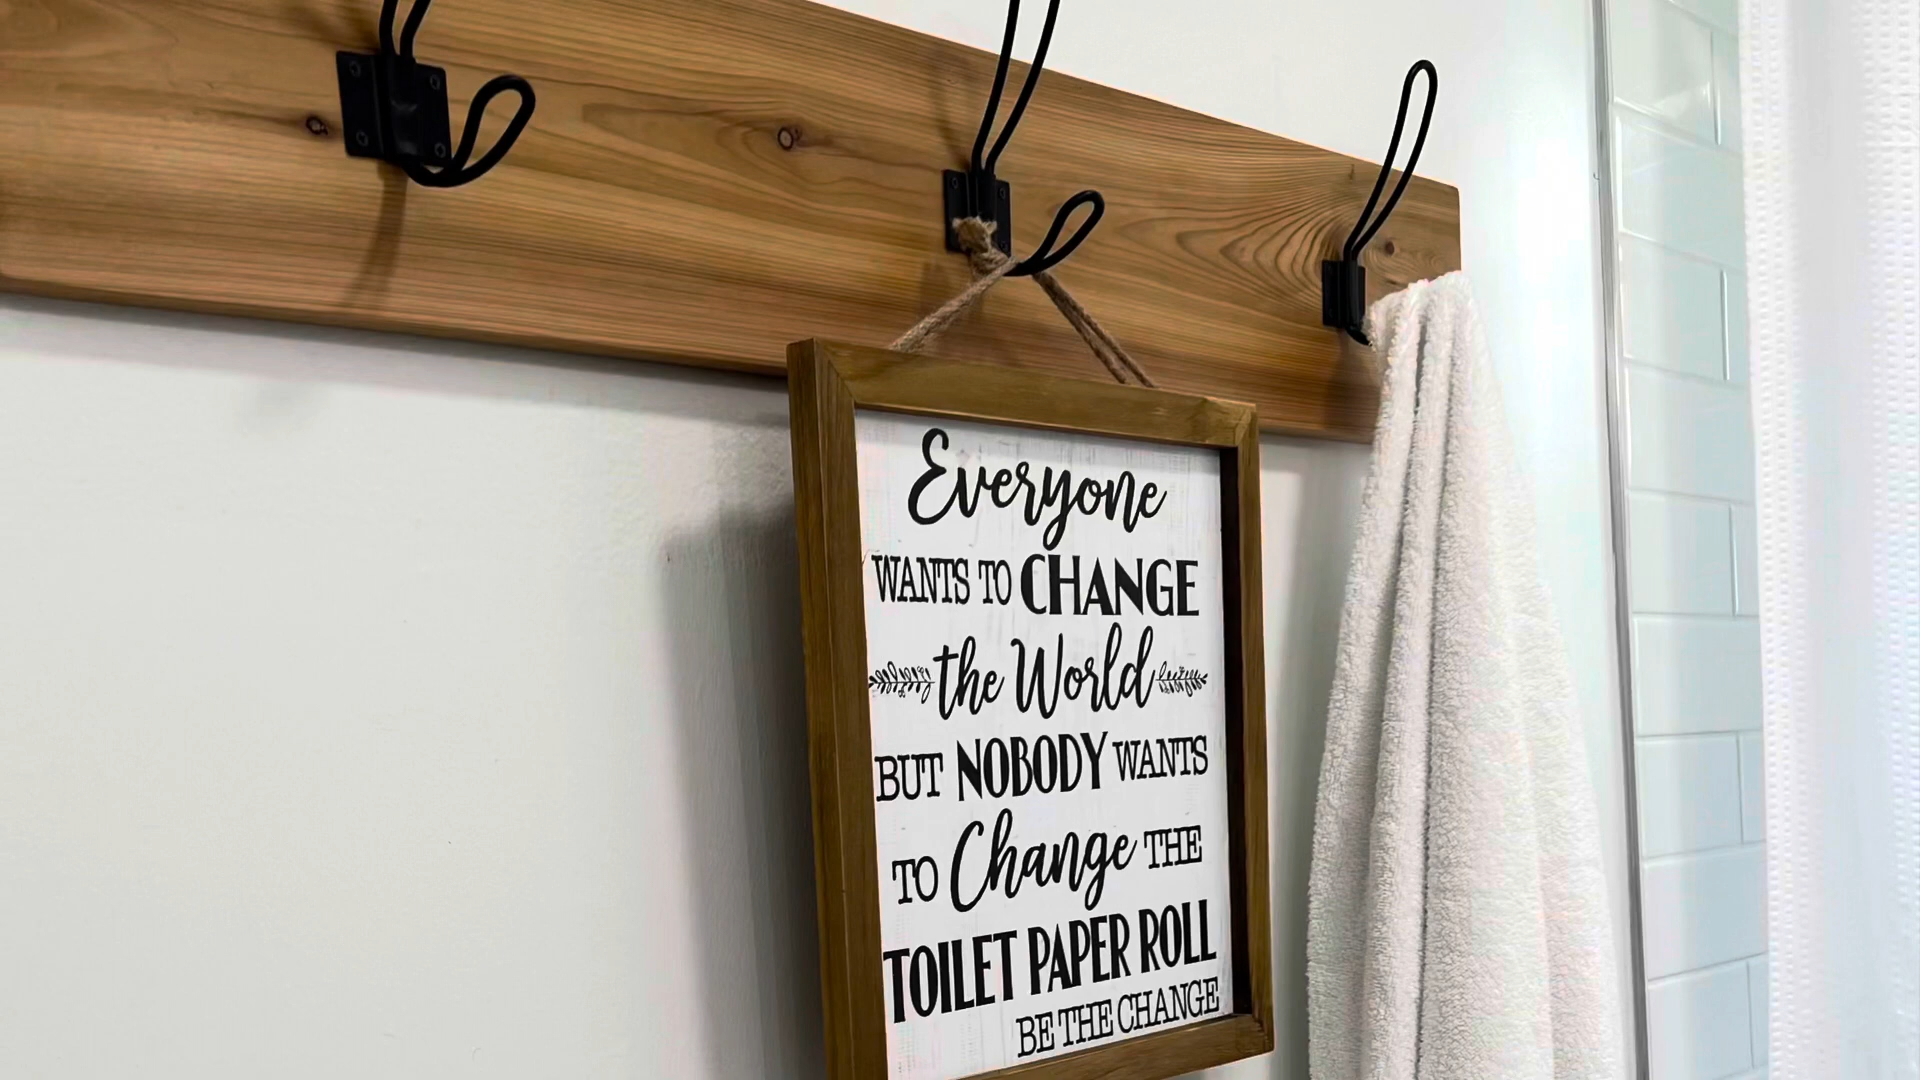 Everyone
WANTS TO CHANGE
the World
BUT NOBODY WANTS
TO Change THE
TOILET PAPER ROLL
BE THE CHANGE